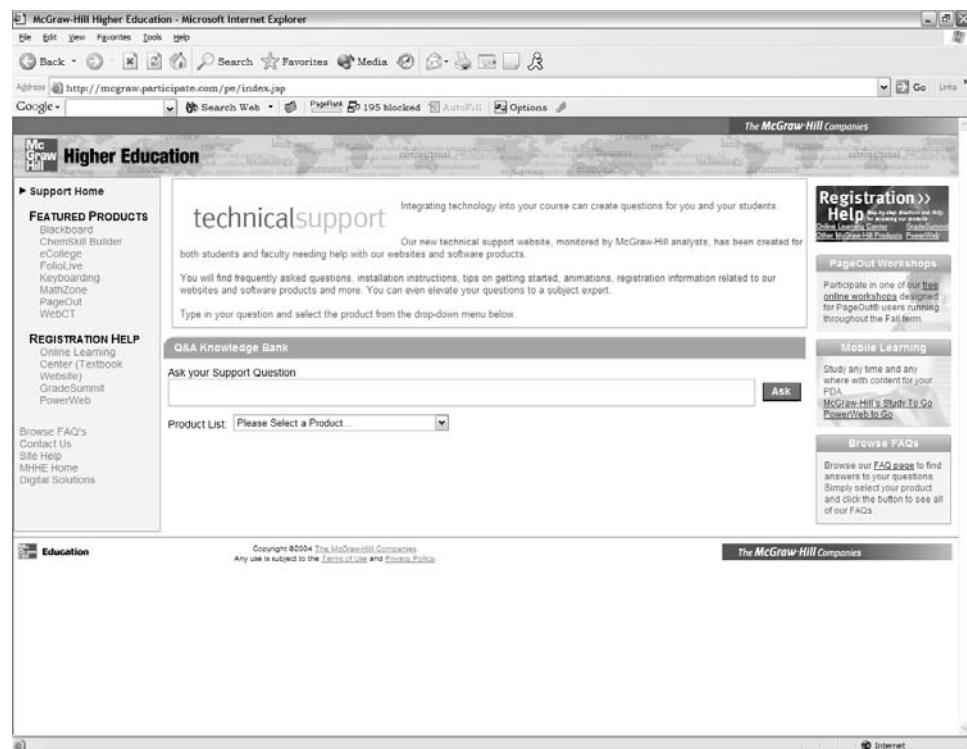 McGraw-Hill Higher Education - Microsoft Internet Explorer
File Edit View Favorites Tools Help
Back Search Favorites Media
Address http://mcgraw.participate.com/pe/index.jsp Go Links
Google Search Web PageRank 195 blocked AutoFill Options
The McGraw-Hill Companies
Mc Graw Hill Higher Education
Support Home
FEATURED PRODUCTS
Blackboard
ChemSkill Builder
eCollege
FolioLive
Keyboarding
MathZone
PageOut
WebCT
REGISTRATION HELP
Online Learning
Center (Textbook
Website)
GradeSummit
PowerWeb
Browse FAQ's
Contact Us
Site Help
MHHE Home
Digital Solutions
technicalsupport
Integrating technology into your course can create questions for you and your students.
Our new technical support website, monitored by McGraw-Hill analysts, has been created for
both students and faculty needing help with our websites and software products.
You will find frequently asked questions, installation instructions, tips on getting started, animations, registration information related to our
websites and software products and more. You can even elevate your questions to a subject expert.
Type in your question and select the product from the drop-down menu below.
Q&A Knowledge Bank
Ask your Support Question
Ask
Product List: Please Select a Product...
Registration >>
Help
Online Learning Center GradeSummit
Other McGraw-Hill Products PowerWeb
PageOut Workshops
Participate in one of our free
online workshops designed
for PageOut® users running
throughout the Fall term.
Mobile Learning
Study any time and any
where with content for your
PDA.
McGraw-Hill's Study To Go
PowerWeb to Go
Browse FAQs
Browse our FAQ page to find
answers to your questions.
Simply select your product
and click the button to see all
of our FAQs.
Education
Copyright ©2004 The McGraw-Hill Companies.
Any use is subject to the Terms of Use and Privacy Policy.
The McGraw-Hill Companies
Internet